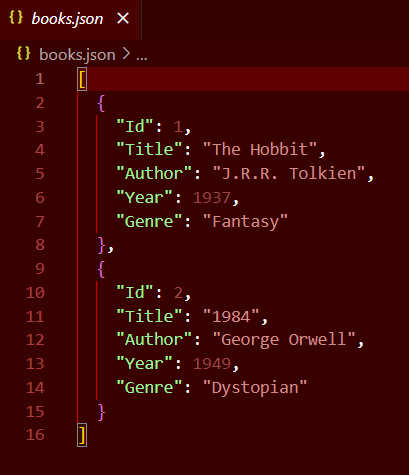 {} books.json ×
{} books.json > ...
1 [
2 {
3 "Id": 1,
4 "Title": "The Hobbit",
5 "Author": "J.R.R. Tolkien",
6 "Year": 1937,
7 "Genre": "Fantasy"
8 },
9 {
10 "Id": 2,
11 "Title": "1984",
12 "Author": "George Orwell",
13 "Year": 1949,
14 "Genre": "Dystopian"
15 }
16 ]